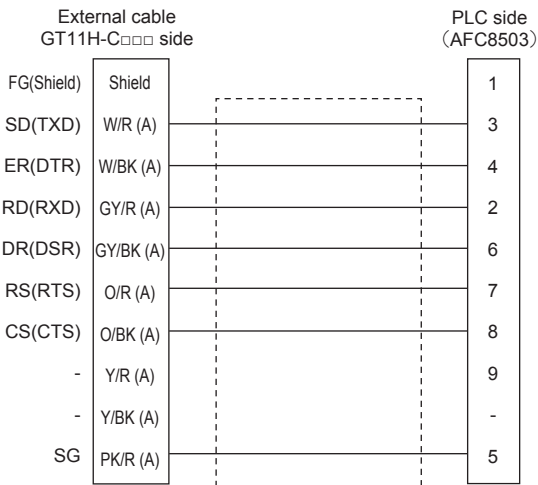 External cable
GT11H-C□□□ side
PLC side
(AFC8503)
FG(Shield) Shield 1
SD(TXD) W/R (A) 3
ER(DTR) W/BK (A) 4
RD(RXD) GY/R (A) 2
DR(DSR) GY/BK (A) 6
RS(RTS) O/R (A) 7
CS(CTS) O/BK (A) 8
- Y/R (A) 9
- Y/BK (A) -
SG PK/R (A) 5